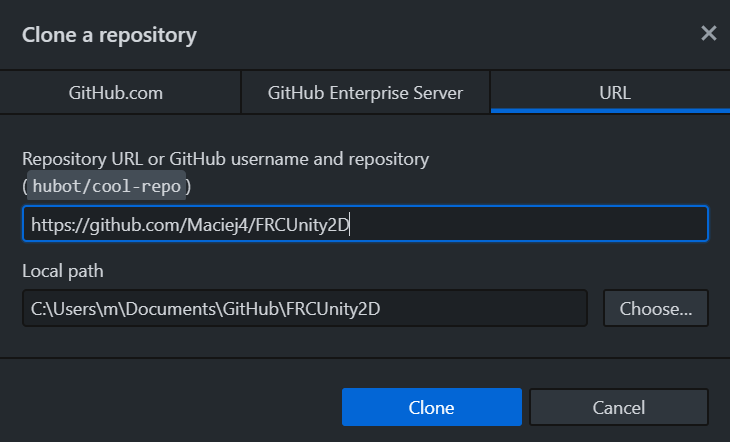 Clone a repository
GitHub.com
GitHub Enterprise Server
URL
Repository URL or GitHub username and repository
(hubot/cool-repo)
https://github.com/Maciej4/FRCUnity2D
Local path
C:\Users\m\Documents\GitHub\FRCUnity2D
Choose...
Clone
Cancel